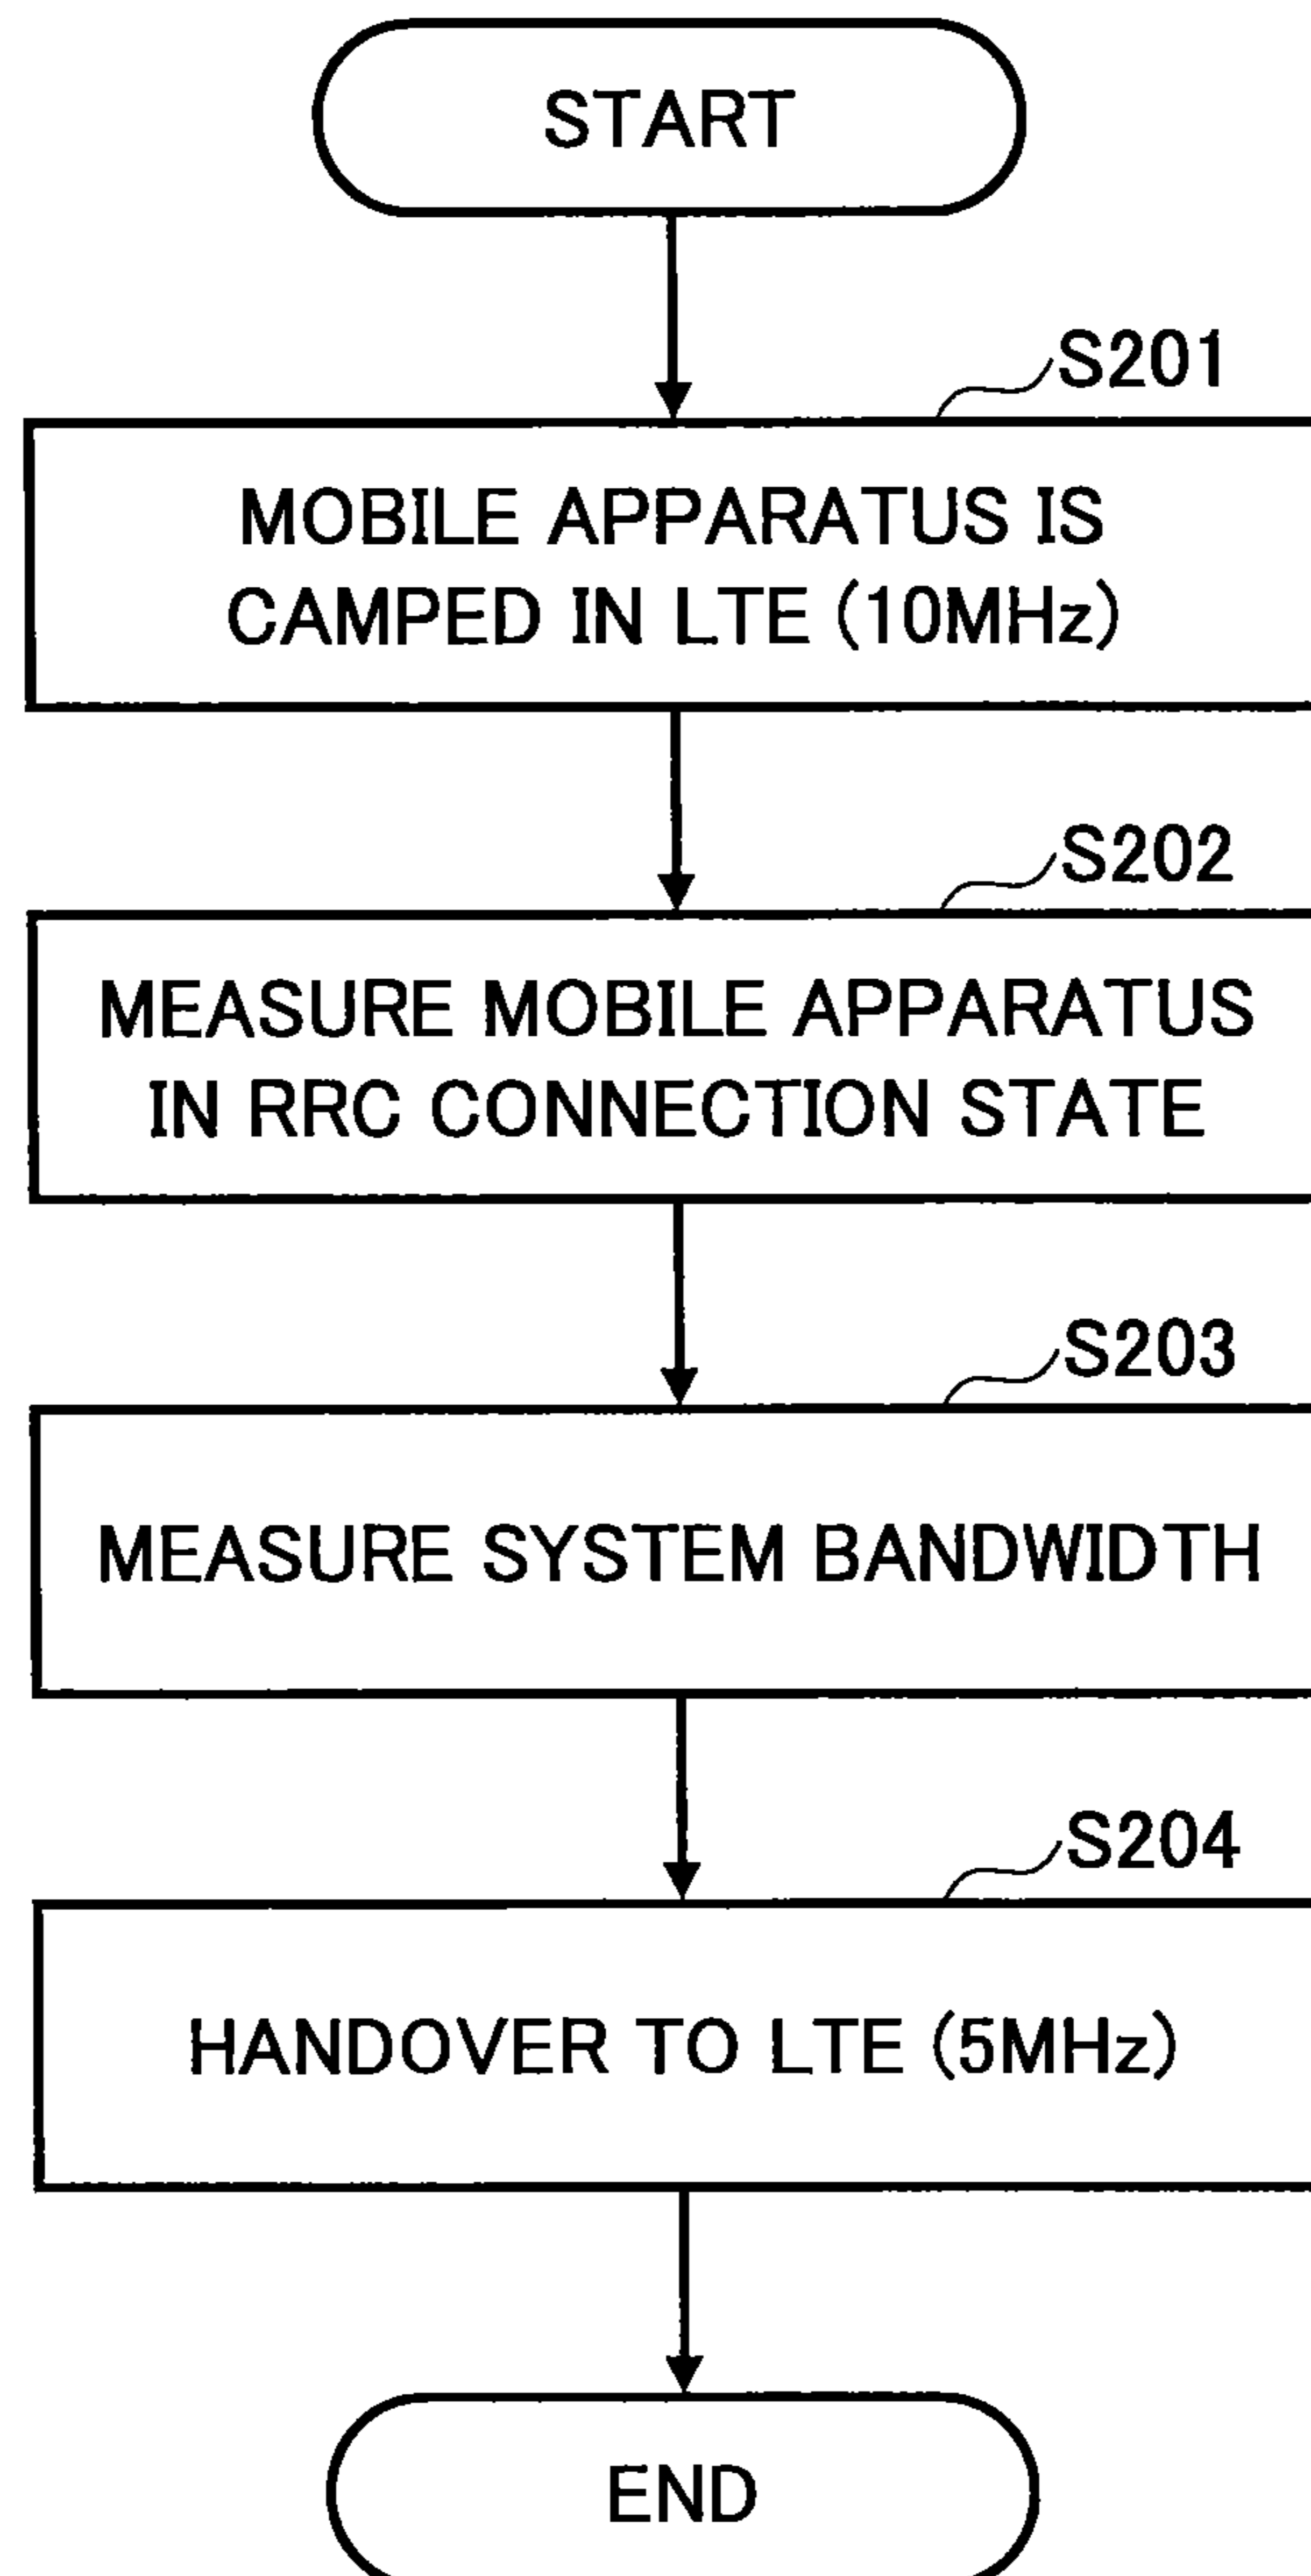 START
S201
MOBILE APPARATUS IS
CAMPED IN LTE (10MHz)
S202
MEASURE MOBILE APPARATUS
IN RRC CONNECTION STATE
S203
MEASURE SYSTEM BANDWIDTH
S204
HANDOVER TO LTE (5MHz)
END